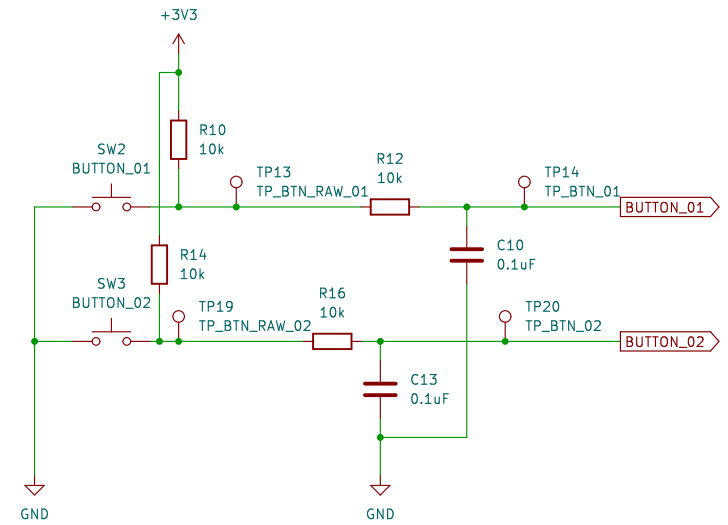 +3V3
R10
10k
SW2
BUTTON_01
TP13
TP_BTN_RAW_01
R12
10k
TP14
TP_BTN_01
BUTTON_01
C10
0.1uF
R14
10k
SW3
BUTTON_02
TP19
TP_BTN_RAW_02
R16
10k
TP20
TP_BTN_02
BUTTON_02
C13
0.1uF
GND
GND